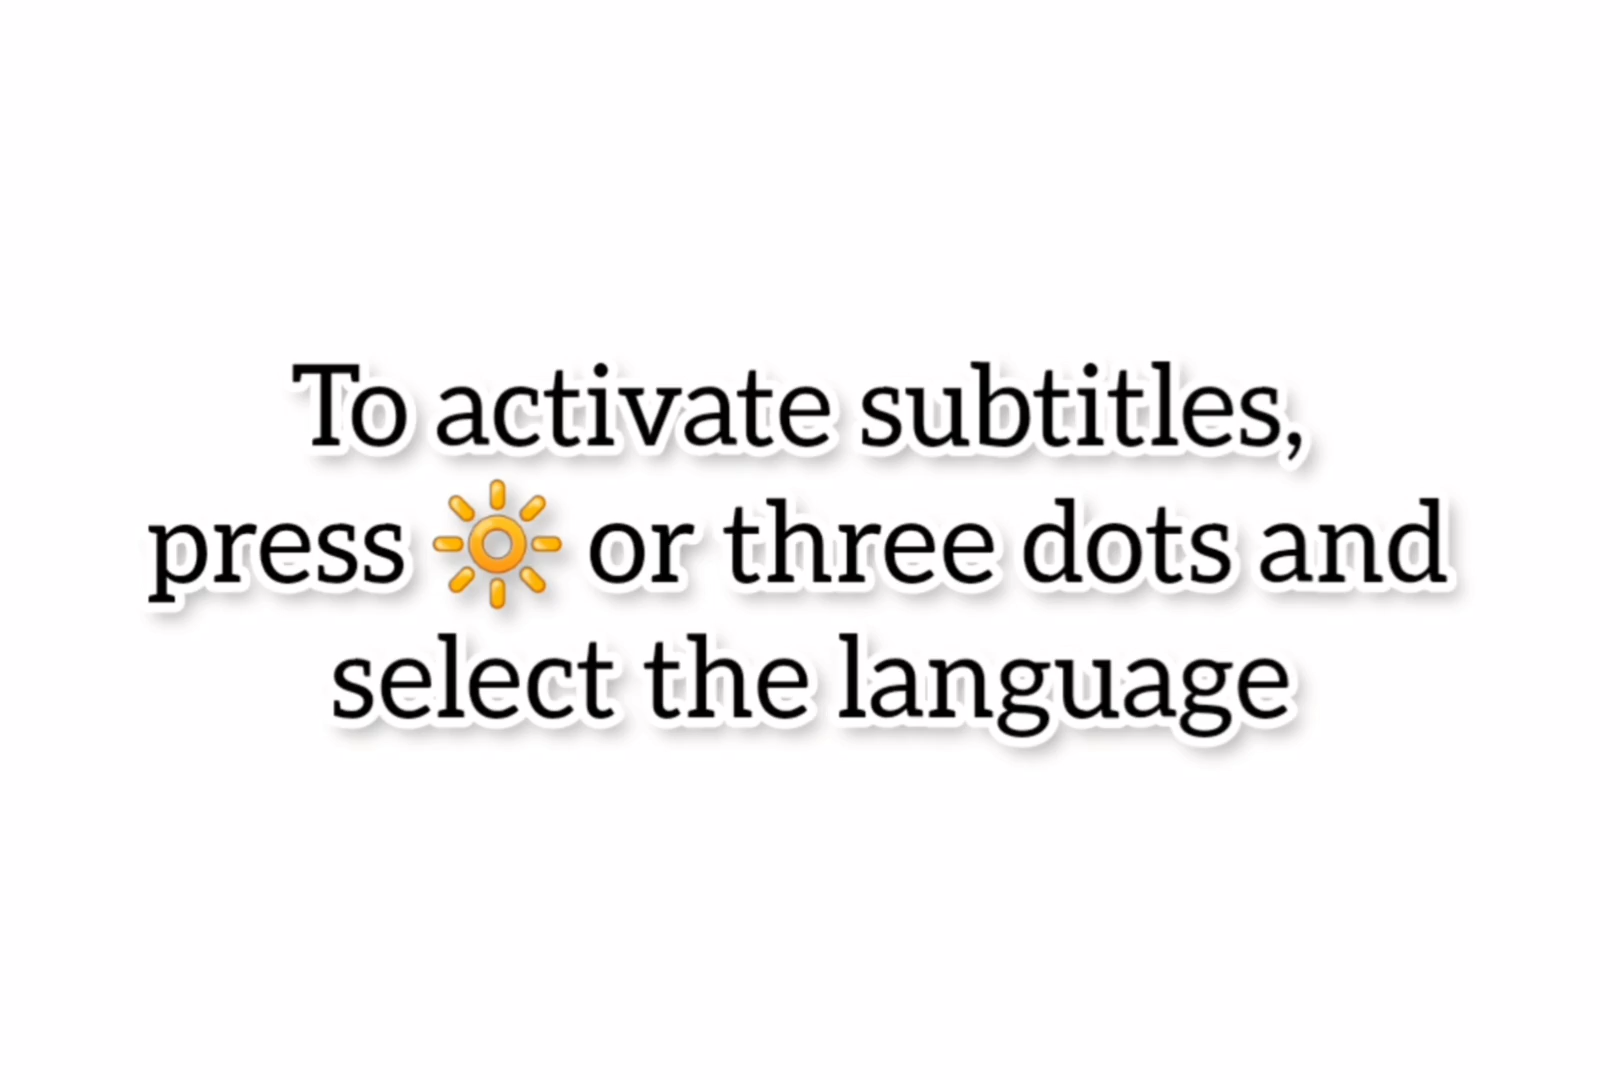 To activate subtitles,
press 🔆 or three dots and
select the language